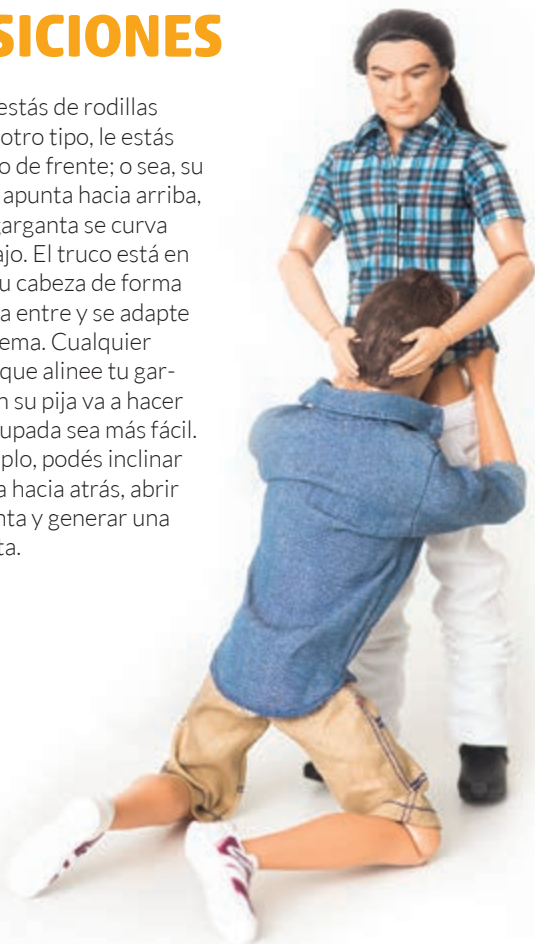 SICIONES
estás de rodillas
otro tipo, le estás
o de frente; o sea, su
apunta hacia arriba,
garganta se curva
ajo. El truco está en
u cabeza de forma
a entre y se adapte
ema. Cualquier
que alinee tu gar-
n su pija va a hacer
upada sea más fácil.
plo, podés inclinar
a hacia atrás, abrir
nta y generar una
ta.